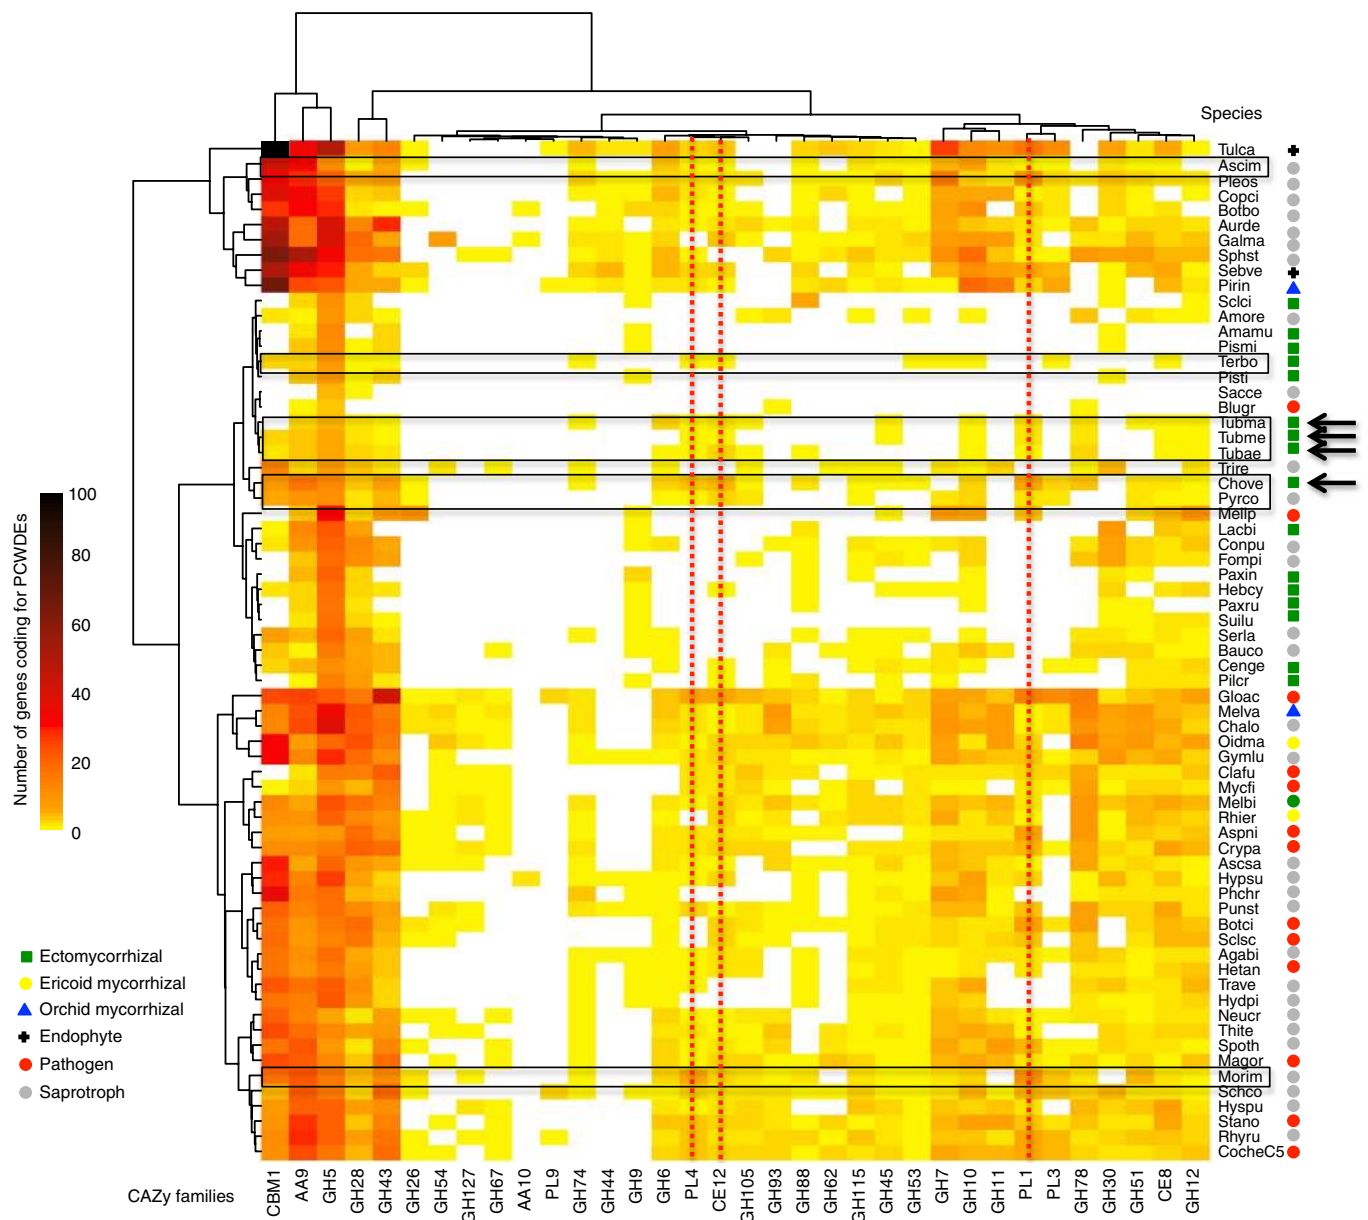 Species
Tulca
Ascim
Pleos
Copci
Botbo
Aurde
Galma
Sphst
Sebve
Pirin
Sclci
Amore
Amamu
Pismi
Terbo
Pisti
Sacce
Blugr
Tubma
Tubme
Tubae
Trire
Chove
Pyrco
Mellp
Lacbi
Conpu
Fompi
Paxin
Hebcy
Paxru
Suilu
Serla
Bauco
Cenge
Pilcr
Gloac
Melva
Chalo
Oidma
Gymlu
Clafu
Mycfi
Melbi
Rhier
Aspni
Crypa
Ascsa
Hypsu
Phchr
Punst
Botci
Sclsc
Agabi
Hetan
Trave
Hydpi
Neucr
Thite
Spoth
Magor
Morim
Schco
Hyspu
Stano
Rhyru
CocheC5
Number of genes coding for PCWDEs
100
80
60
40
20
0
Ectomycorrhizal
Ericoid mycorrhizal
Orchid mycorrhizal
Endophyte
Pathogen
Saprotroph
CAZy families
CBM1
AA9
GH5
GH28
GH43
GH26
GH54
GH127
GH67
AA10
PL9
GH74
GH44
GH9
GH6
PL4
CE12
GH105
GH93
GH88
GH62
GH115
GH45
GH53
GH7
GH10
GH11
PL1
PL3
GH78
GH30
GH51
CE8
GH12